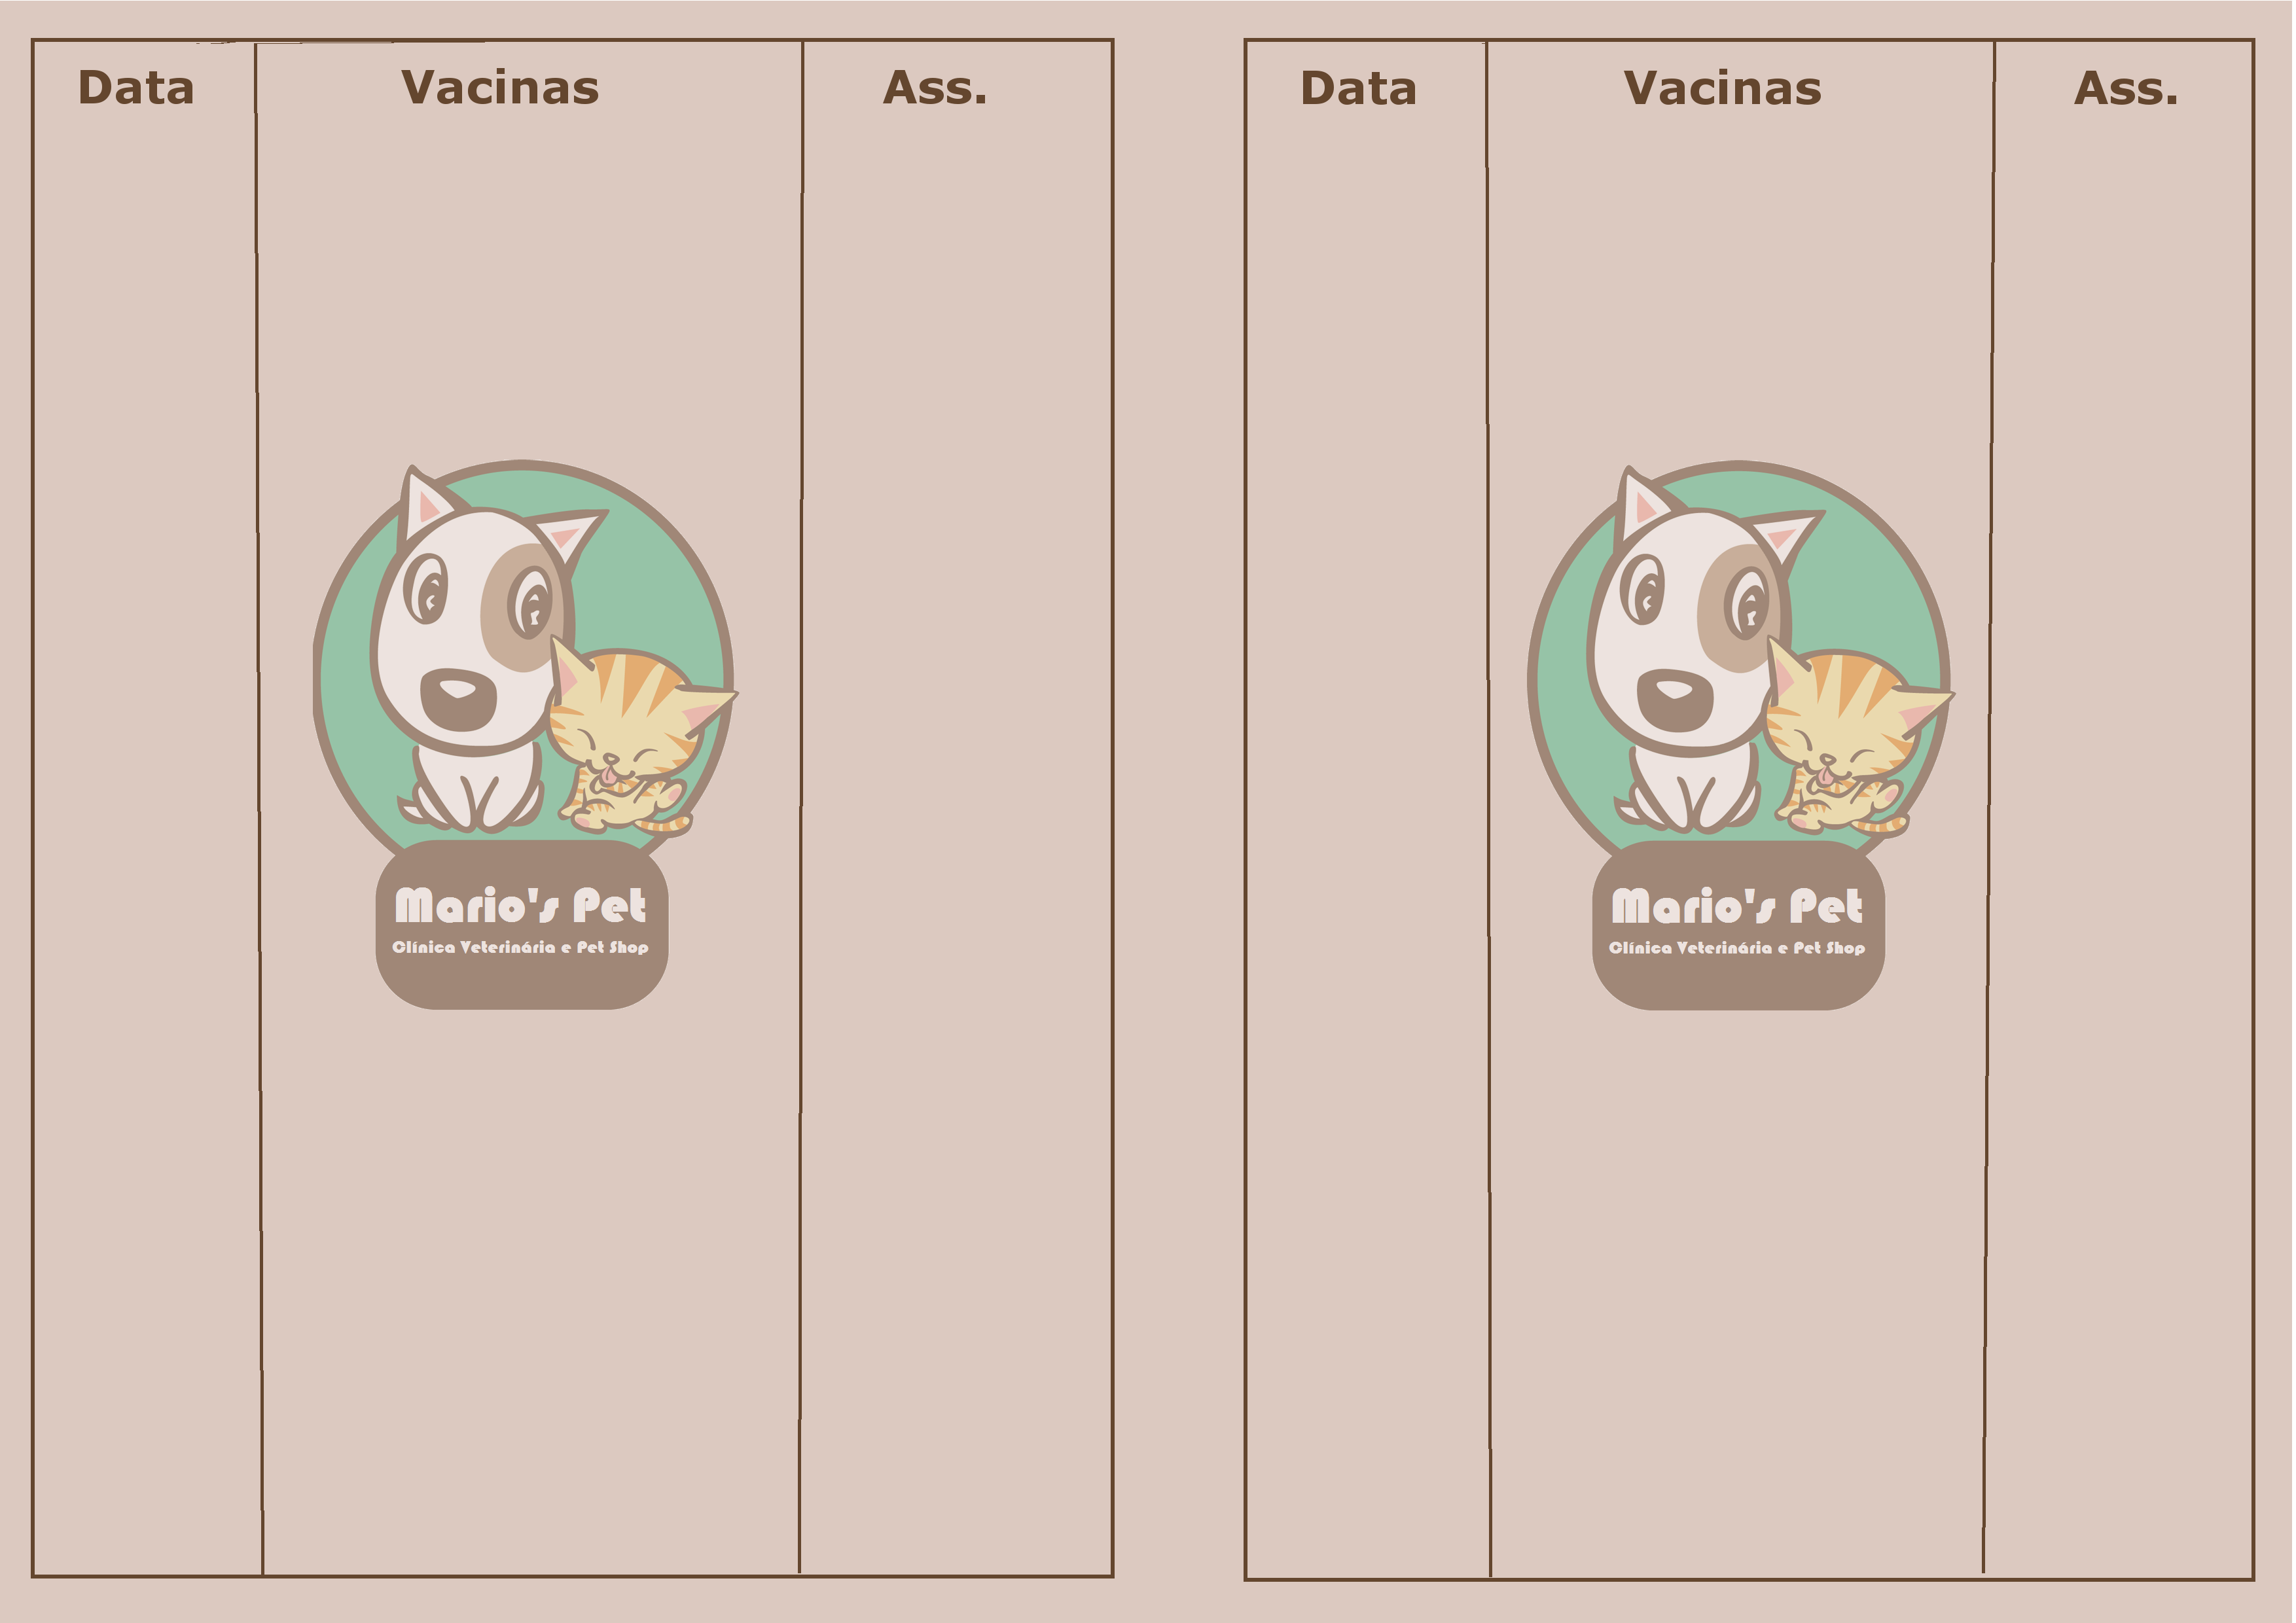 Data Vacinas Ass.
Mario's Pet
Clínica Veterinária e Pet Shop
Data Vacinas Ass.
Mario's Pet
Clínica Veterinária e Pet Shop